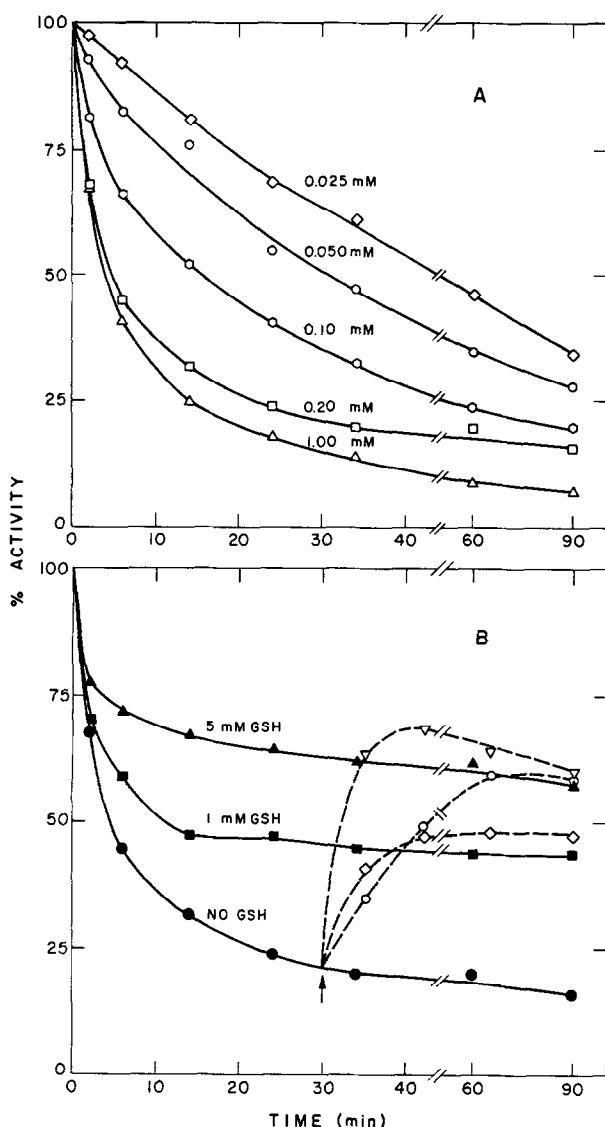 100
A
75
0.025 mM
0.050 mM
50
0.10 mM
25
0.20 mM
1.00 mM
0
0 10 20 30 40 60 90
% ACTIVITY
100
B
75
5 mM GSH
50
1 mM GSH
NO GSH
25
0
0 10 20 30 40 60 90
TIME (min)